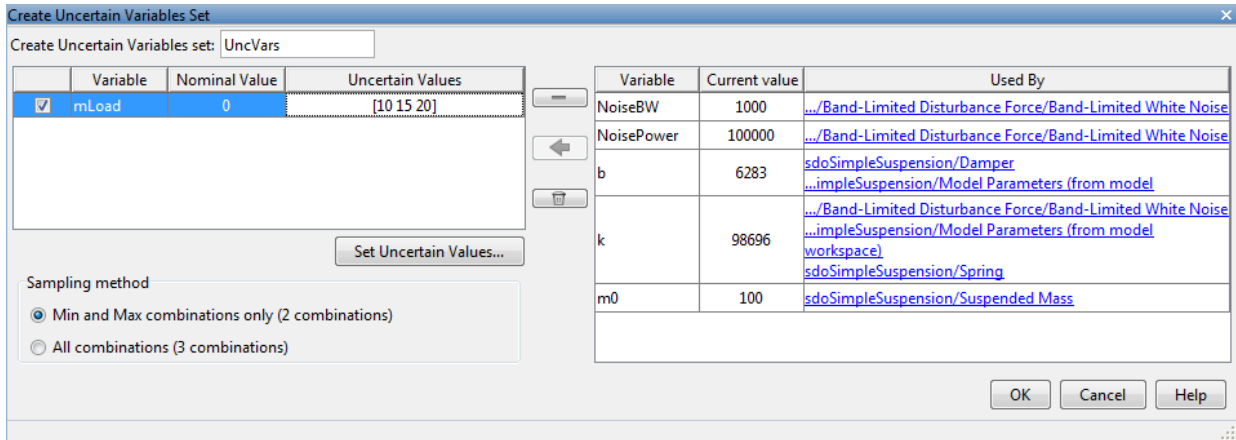 Create Uncertain Variables Set
Create Uncertain Variables set: UncVars
Variable Nominal Value Uncertain Values
mLoad 0 [10 15 20]
Set Uncertain Values...
Sampling method
Min and Max combinations only (2 combinations)
All combinations (3 combinations)
Variable Current value Used By
NoiseBW 1000 .../Band-Limited Disturbance Force/Band-Limited White Noise
NoisePower 100000 .../Band-Limited Disturbance Force/Band-Limited White Noise
b 6283 sdoSimpleSuspension/Damper
...impleSuspension/Model Parameters (from model
.../Band-Limited Disturbance Force/Band-Limited White Noise
k 98696 ...impleSuspension/Model Parameters (from model
workspace)
sdoSimpleSuspension/Spring
m0 100 sdoSimpleSuspension/Suspended Mass
OK Cancel Help